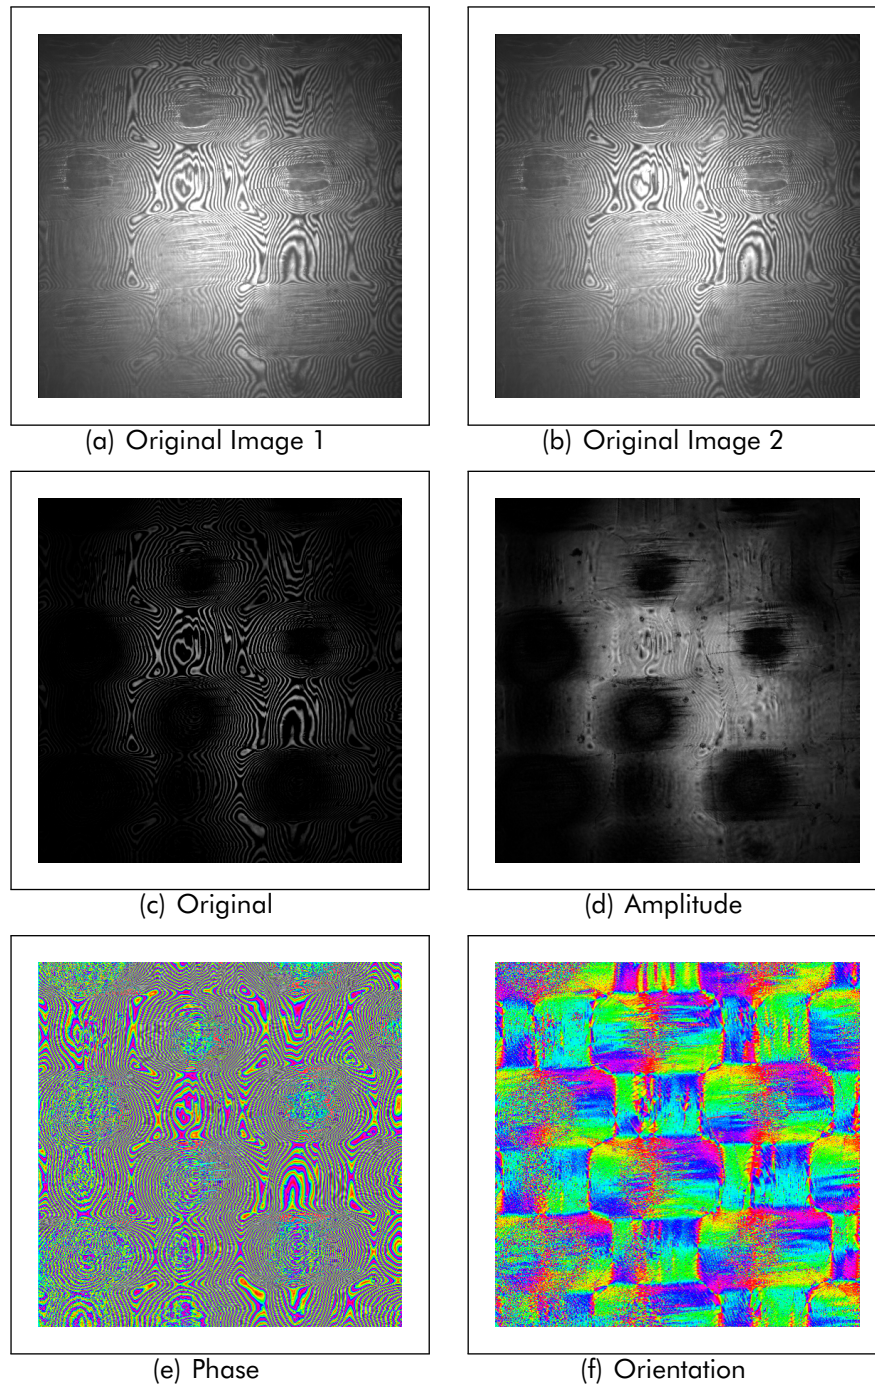 (a) Original Image 1
(b) Original Image 2
(c) Original
(d) Amplitude
(e) Phase
(f) Orientation